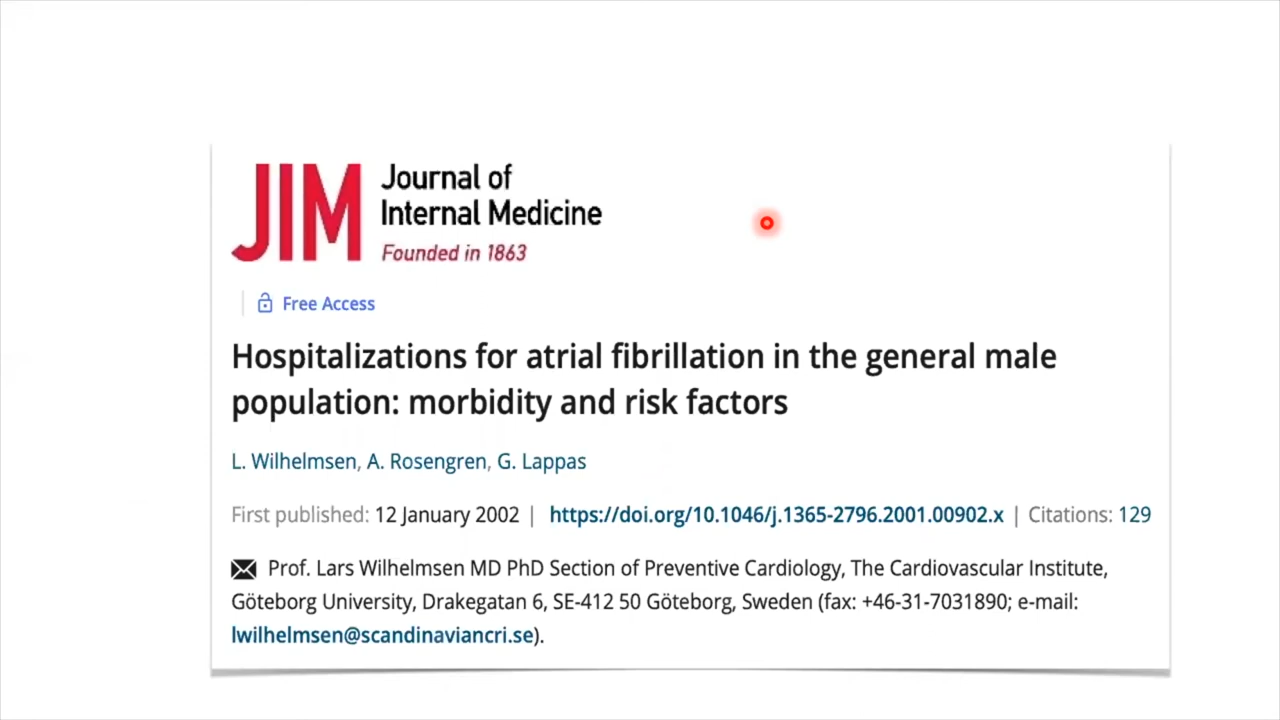 JIM
Journal of
Internal Medicine
Founded in 1863
Free Access
Hospitalizations for atrial fibrillation in the general male
population: morbidity and risk factors
L. Wilhelmsen, A. Rosengren, G. Lappas
First published: 12 January 2002 | https://doi.org/10.1046/j.1365-2796.2001.00902.x | Citations: 129
Prof. Lars Wilhelmsen MD PhD Section of Preventive Cardiology, The Cardiovascular Institute,
Göteborg University, Drakegatan 6, SE-412 50 Göteborg, Sweden (fax: +46-31-7031890; e-mail:
lwilhelmsen@scandinaviancri.se).